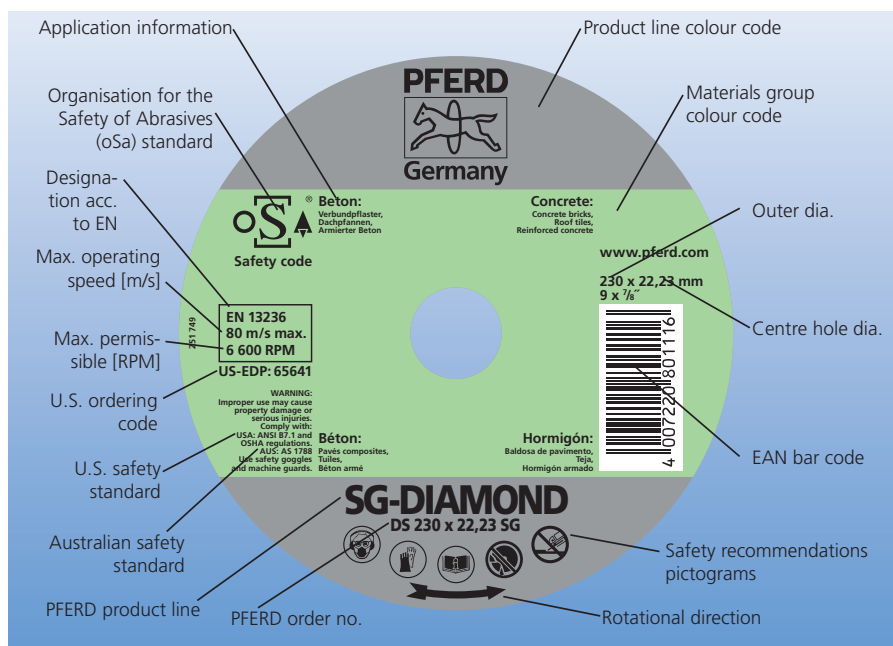 Application information
Product line colour code
Organisation for the
Safety of Abrasives
(oSa) standard
Materials group
colour code
Designa-
tion acc.
to EN
Outer dia.
Max. operating
speed [m/s]
Centre hole dia.
Max. permis-
sible [RPM]
U.S. ordering
code
EAN bar code
U.S. safety
standard
Australian safety
standard
Safety recommendations
pictograms
PFERD product line
PFERD order no.
Rotational direction
PFERD
Germany
oSa
®
Safety code
Beton:
Verbundpflaster,
Dachpfannen,
Armierter Beton
Concrete:
Concrete bricks,
Roof tiles,
Reinforced concrete
www.pferd.com
230 x 22,23 mm
9 x 7/8"
251 749
EN 13236
80 m/s max.
6 600 RPM
US-EDP: 65641
WARNING:
Improper use may cause
property damage or
serious injuries.
Comply with:
USA: ANSI B7.1 and
OSHA regulations.
AUS: AS 1788
Use safety goggles
and machine guards.
4 007220 801116
Béton:
Pavés composites,
Tuiles,
Béton armé
Hormigón:
Baldosa de pavimento,
Teja,
Hormigón armado
SG-DIAMOND
DS 230 x 22,23 SG